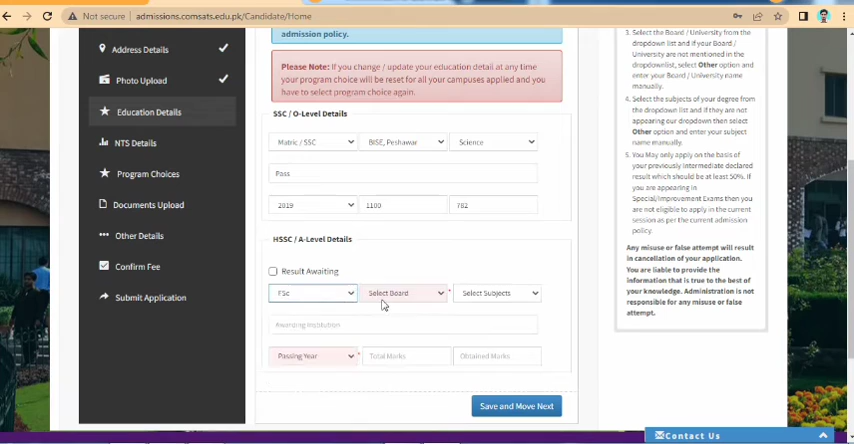 Not secure | admissions.comsats.edu.pk/Candidate/Home
Address Details
Photo Upload
Education Details
NTS Details
Program Choices
Documents Upload
Other Details
Confirm Fee
Submit Application
admission policy.
Please Note: If you change / update your education detail at any time
your program choice will be reset for all your campuses applied and you
have to select program choice again.
SSC / O-Level Details
Matric / SSC BISE, Peshawar Science
Pass
2019 1100 782
HSSC / A-Level Details
Result Awaiting
FSc Select Board * Select Subjects
Awarding Institution
Passing Year * Total Marks Obtained Marks
Save and Move Next
3. Select the Board / University from the
dropdown list and if your Board /
University are not mentioned in the
dropdownlist, select Other option and
enter your Board / University name
manually.
4. Select the subjects of your degree from
the dropdown list and if they are not
appearing our dropdown then select
Other option and enter your subject
name manually.
5. You May only apply on the basis of
your previously intermediate declared
result which should be at least 50%. If
you are appearing in
Special/Improvement Exams then you
are not eligible to apply in the current
session as per the current admission
policy.
Any misuse or false attempt will result
in cancellation of your application.
You are liable to provide the
information that is true to the best of
your knowledge. Administration is not
responsible for any misuse or false
attempt.
Contact Us